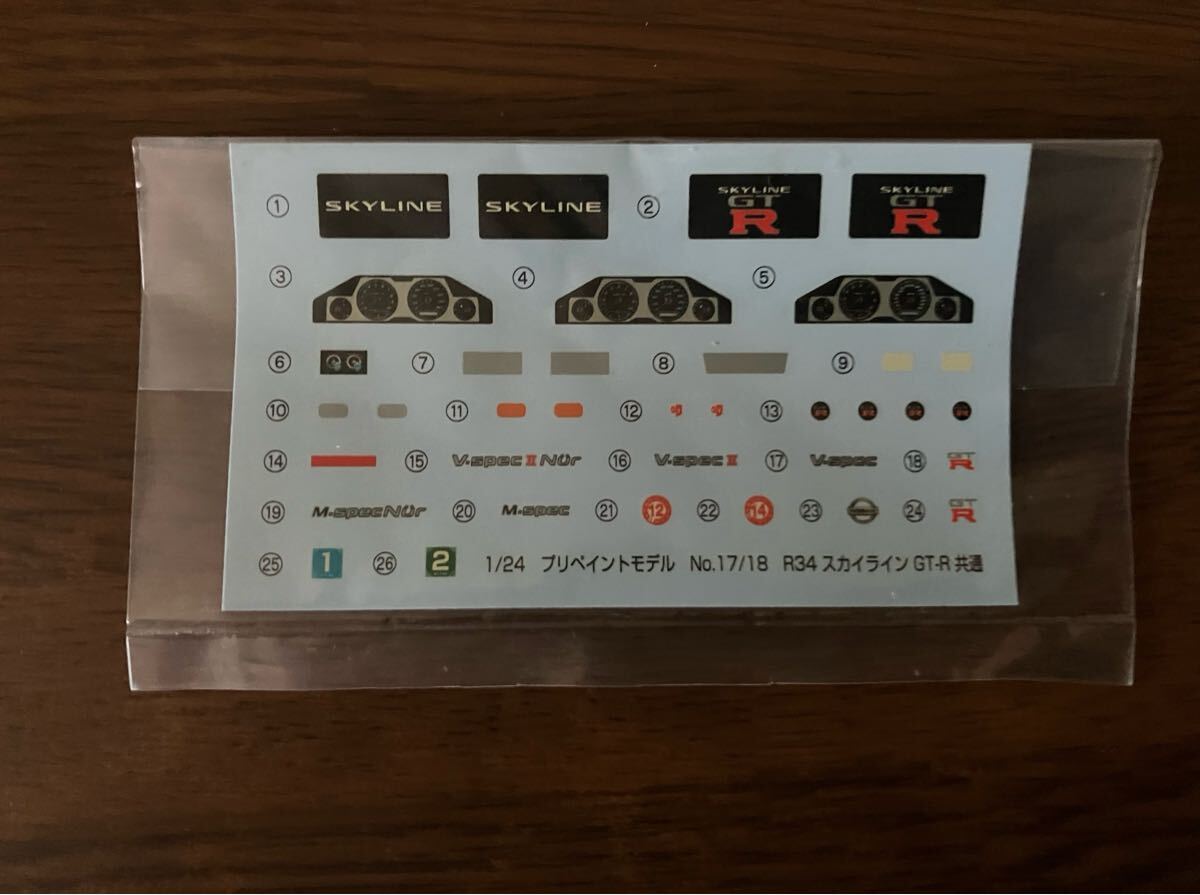 ① SKYLINE SKYLINE ② SKYLINE GT R SKYLINE GT R
③ ④ ⑤
⑥ ⑦ ⑧ ⑨
⑩ ⑪ ⑫ ⑬
⑭ ⑮ V·spec II Nür ⑯ V·spec II ⑰ V·spec ⑱ GT R
⑲ M·spec Nür ⑳ M·spec ㉑ 12 ㉒ 14 ㉓ ㉔ GT R
㉕ 1 ㉖ 2 1/24 プリペイントモデル No.17/18 R34 スカイライン GT-R 共通